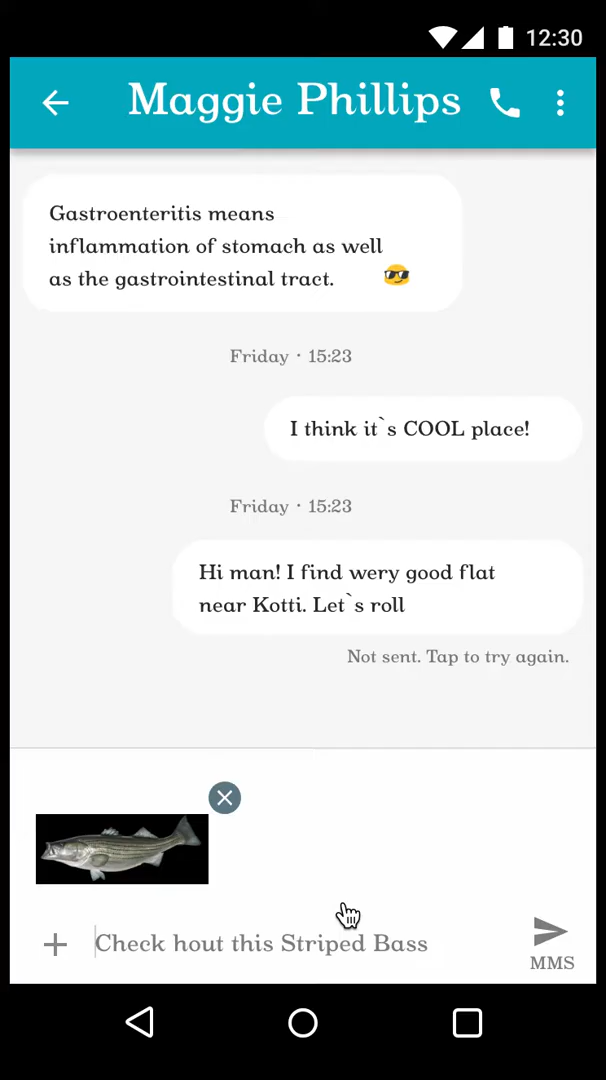 12:30
Maggie Phillips
Gastroenteritis means
inflammation of stomach as well
as the gastrointestinal tract. 😎
Friday · 15:23
I think it`s COOL place!
Friday · 15:23
Hi man! I find wery good flat
near Kotti. Let`s roll
Not sent. Tap to try again.
Check hout this Striped Bass
MMS